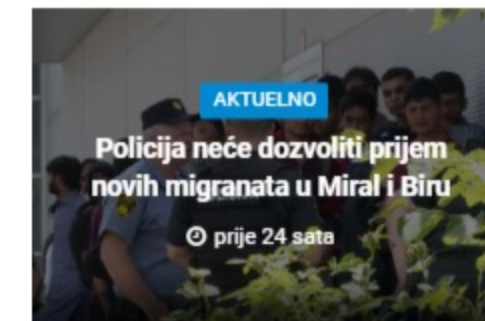 AKTUELNO
Policija neće dozvoliti prijem
novih migranata u Miral i Biru
prije 24 sata